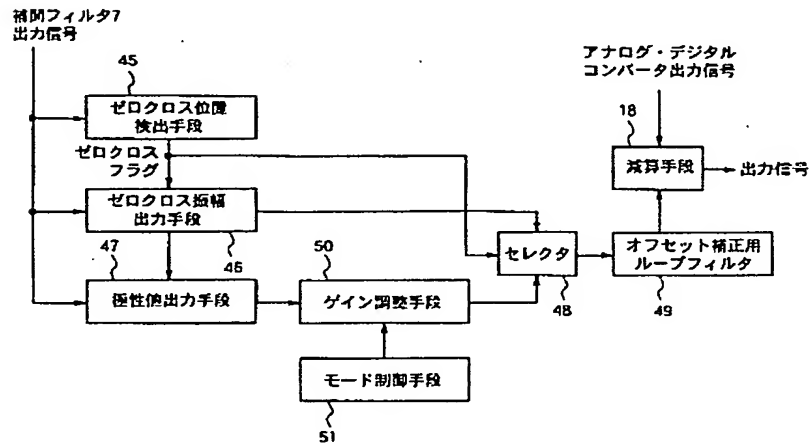 補間フィルタ7
出力信号
45
ゼロクロス位置
検出手段
ゼロクロス
フラグ
ゼロクロス振幅
出力手段
46
47
極性値出力手段
50
ゲイン調整手段
モード制御手段
51
セレクタ
48
アナログ・デジタル
コンバータ出力信号
18
減算手段
出力信号
オフセット補正用
ループフィルタ
49